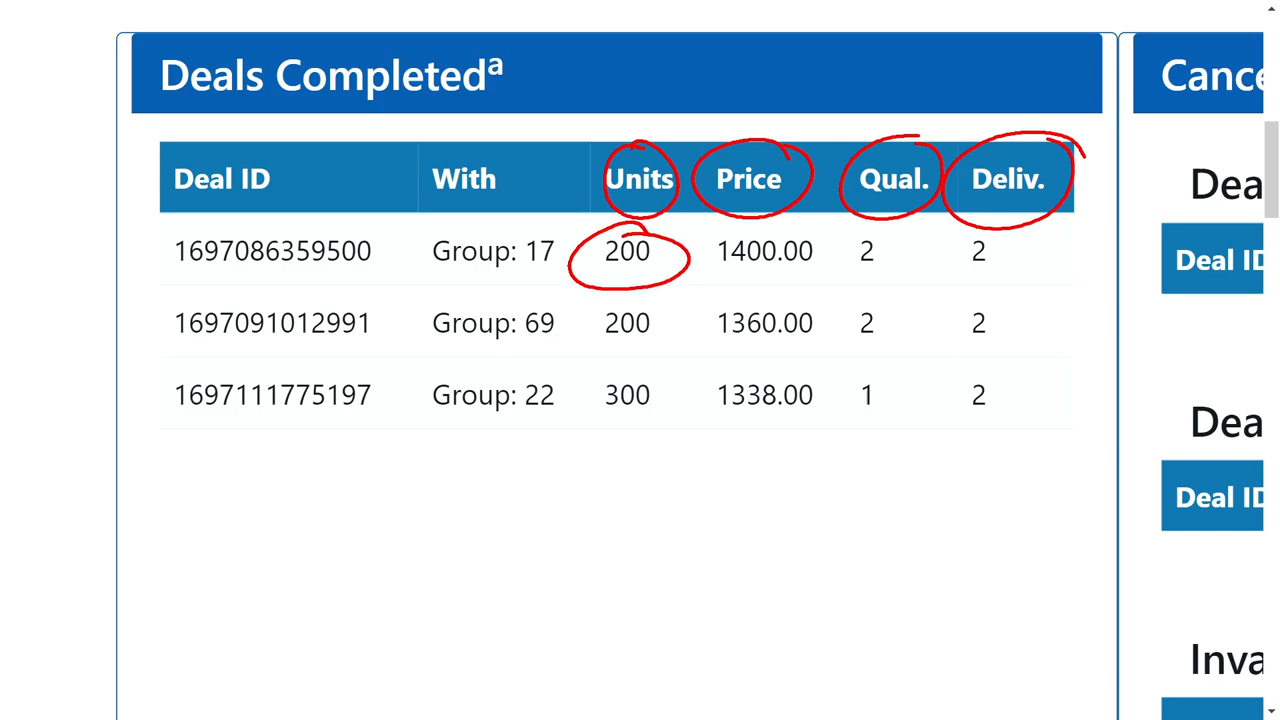 Deals Completedᵃ
Deal ID With Units Price Qual. Deliv.
1697086359500 Group: 17 200 1400.00 2 2
1697091012991 Group: 69 200 1360.00 2 2
1697111775197 Group: 22 300 1338.00 1 2
Cance
Dea
Deal ID
Dea
Deal ID
Inva